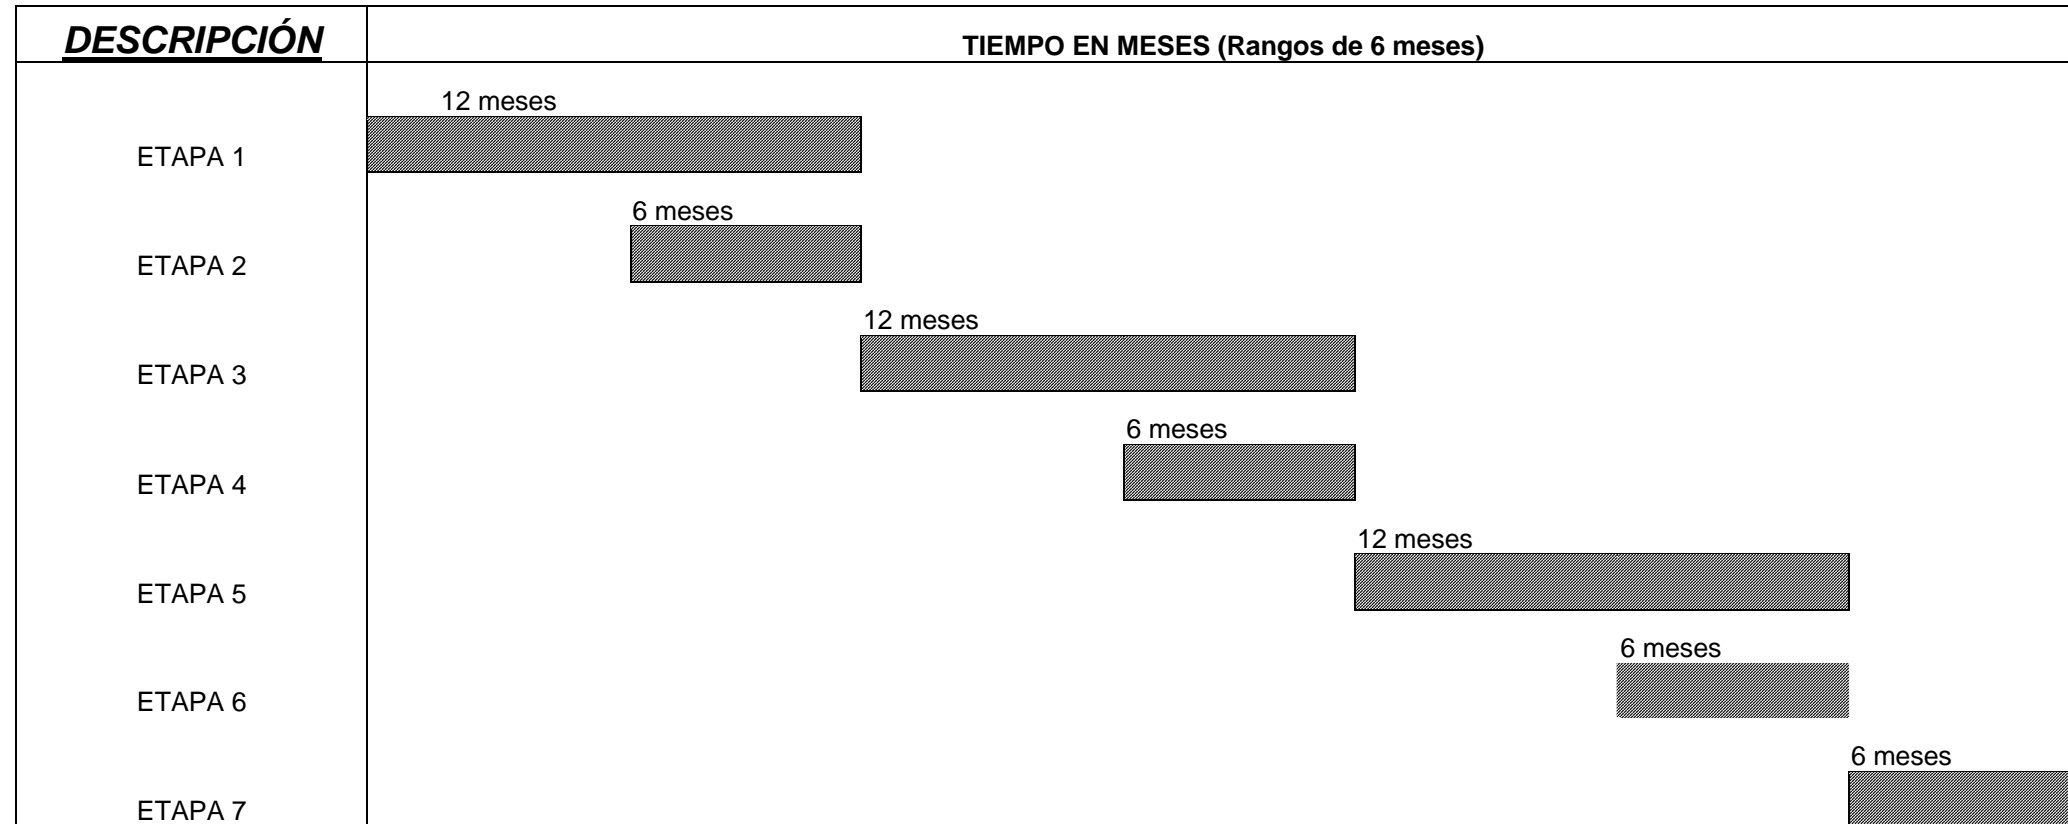 DESCRIPCIÓN
TIEMPO EN MESES (Rangos de 6 meses)
12 meses
ETAPA 1
6 meses
ETAPA 2
12 meses
ETAPA 3
6 meses
ETAPA 4
12 meses
ETAPA 5
6 meses
ETAPA 6
6 meses
ETAPA 7